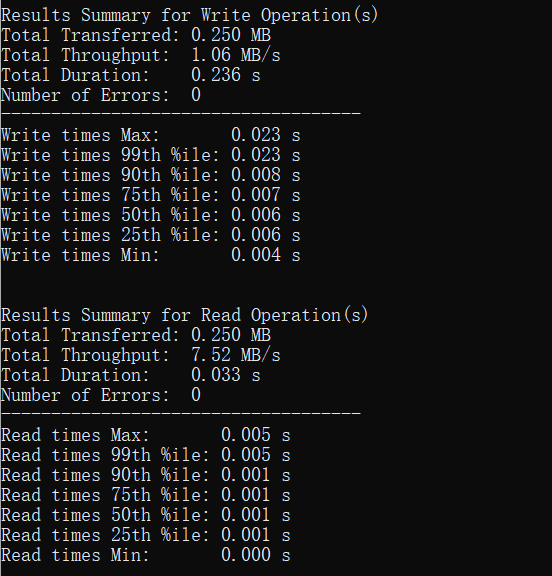 Results Summary for Write Operation(s)
Total Transferred: 0.250 MB
Total Throughput:  1.06 MB/s
Total Duration:    0.236 s
Number of Errors:  0
------------------------------------
Write times Max:       0.023 s
Write times 99th %ile: 0.023 s
Write times 90th %ile: 0.008 s
Write times 75th %ile: 0.007 s
Write times 50th %ile: 0.006 s
Write times 25th %ile: 0.006 s
Write times Min:       0.004 s
Results Summary for Read Operation(s)
Total Transferred: 0.250 MB
Total Throughput:  7.52 MB/s
Total Duration:    0.033 s
Number of Errors:  0
------------------------------------
Read times Max:       0.005 s
Read times 99th %ile: 0.005 s
Read times 90th %ile: 0.001 s
Read times 75th %ile: 0.001 s
Read times 50th %ile: 0.001 s
Read times 25th %ile: 0.001 s
Read times Min:       0.000 s